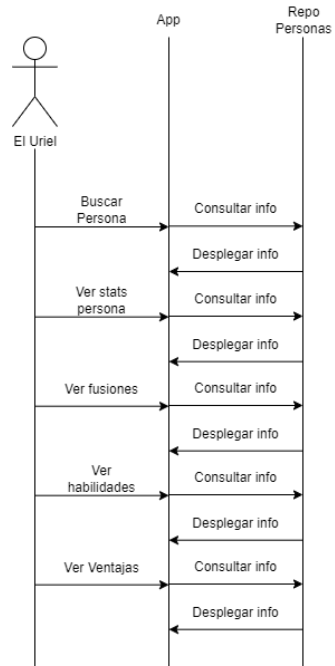 App
Repo
Personas
El Uriel
Buscar
Persona
Consultar info
Desplegar info
Ver stats
persona
Consultar info
Desplegar info
Ver fusiones
Consultar info
Desplegar info
Ver
habilidades
Consultar info
Desplegar info
Ver Ventajas
Consultar info
Desplegar info